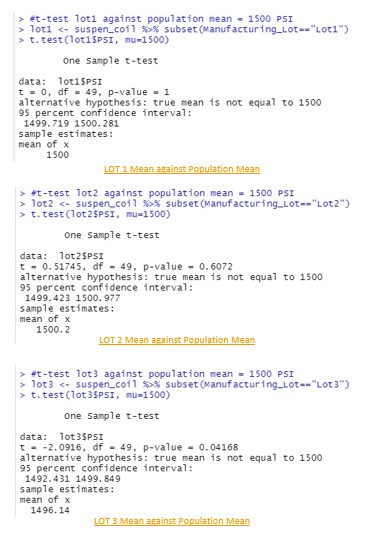 > #t-test lot1 against population mean = 1500 PSI
> lot1 <- suspen_coil %>% subset(Manufacturing_Lot=="Lot1")
> t.test(lot1$PSI, mu=1500)
One Sample t-test
data:  lot1$PSI
t = 0, df = 49, p-value = 1
alternative hypothesis: true mean is not equal to 1500
95 percent confidence interval:
1499.719 1500.281
sample estimates:
mean of x
1500
LOT 1 Mean against Population Mean
> #t-test lot2 against population mean = 1500 PSI
> lot2 <- suspen_coil %>% subset(Manufacturing_Lot=="Lot2")
> t.test(lot2$PSI, mu=1500)
One Sample t-test
data:  lot2$PSI
t = 0.51745, df = 49, p-value = 0.6072
alternative hypothesis: true mean is not equal to 1500
95 percent confidence interval:
1499.423 1500.977
sample estimates:
mean of x
1500.2
LOT 2 Mean against Population Mean
> #t-test lot3 against population mean = 1500 PSI
> lot3 <- suspen_coil %>% subset(Manufacturing_Lot=="Lot3")
> t.test(lot3$PSI, mu=1500)
One Sample t-test
data:  lot3$PSI
t = -2.0916, df = 49, p-value = 0.04168
alternative hypothesis: true mean is not equal to 1500
95 percent confidence interval:
1492.431 1499.849
sample estimates:
mean of x
1496.14
LOT 3 Mean against Population Mean